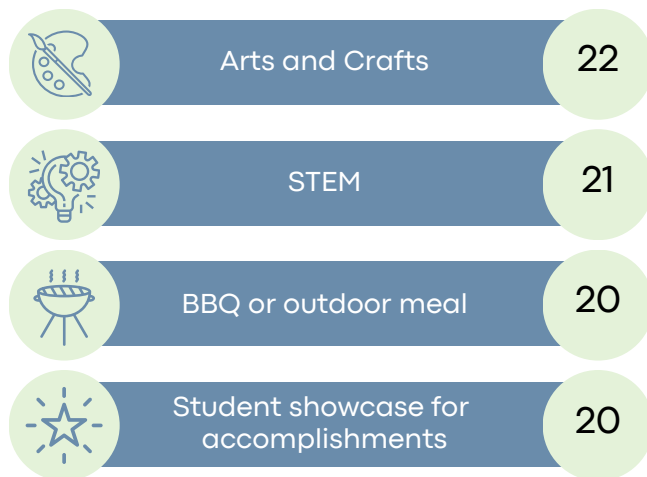 Arts and Crafts
22
STEM
21
BBQ or outdoor meal
20
Student showcase for
accomplishments
20